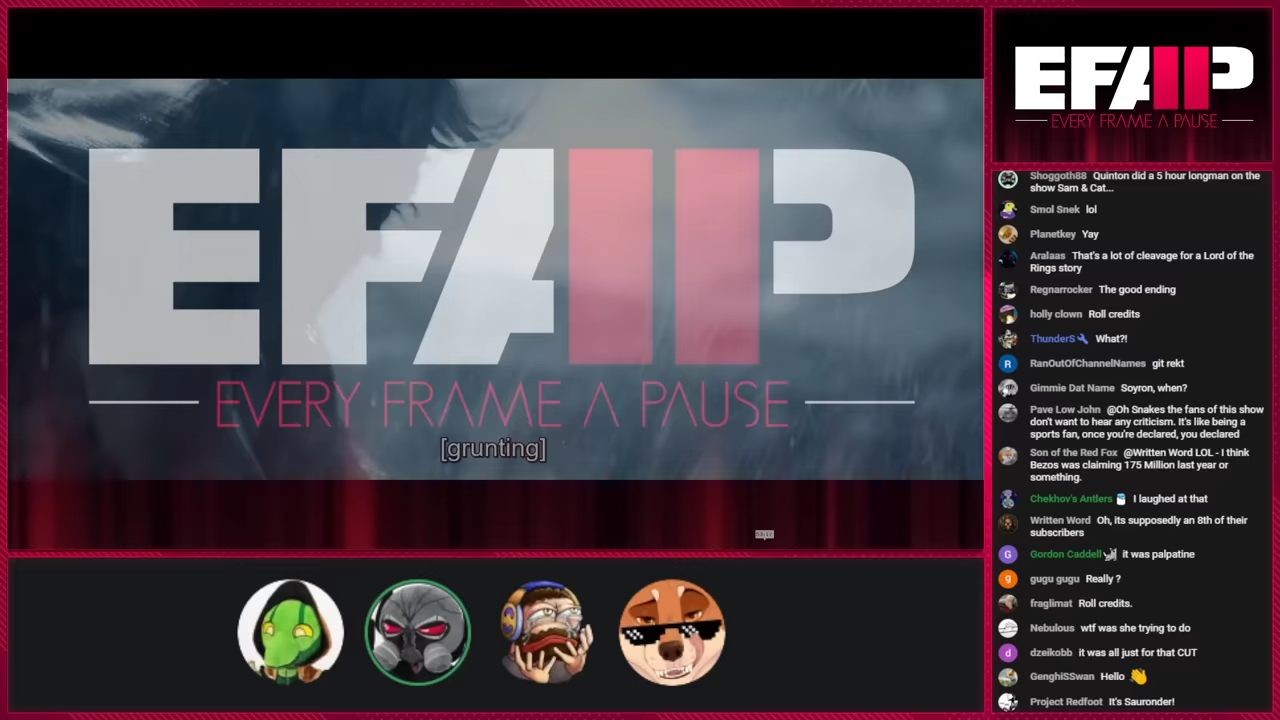 EFAP
EVERY FRAME A PAUSE
[grunting]
EFAP
EVERY FRAME A PAUSE
Shoggoth88 Quinton did a 5 hour longman on the
show Sam & Cat...
Smol Snek lol
Planetkey Yay
Aralaas That's a lot of cleavage for a Lord of the
Rings story
Regnarrocker The good ending
holly clown Roll credits
ThunderS What?!
R RanOutOfChannelNames git rekt
Gimmie Dat Name Soyron, when?
Pave Low John @Oh Snakes the fans of this show
don't want to hear any criticism. It's like being a
sports fan, once you're declared, you declared
Son of the Red Fox @Written Word LOL - I think
Bezos was claiming 175 Million last year or
something.
Chekhov's Antlers I laughed at that
Written Word Oh, its supposedly an 8th of their
subscribers
G Gordon Caddell it was palpatine
g gugu gugu Really ?
fraglimat Roll credits.
Nebulous wtf was she trying to do
d dzeikobb it was all just for that CUT
GenghiSSwan Hello 👋
Project Redfoot It's Sauronder!